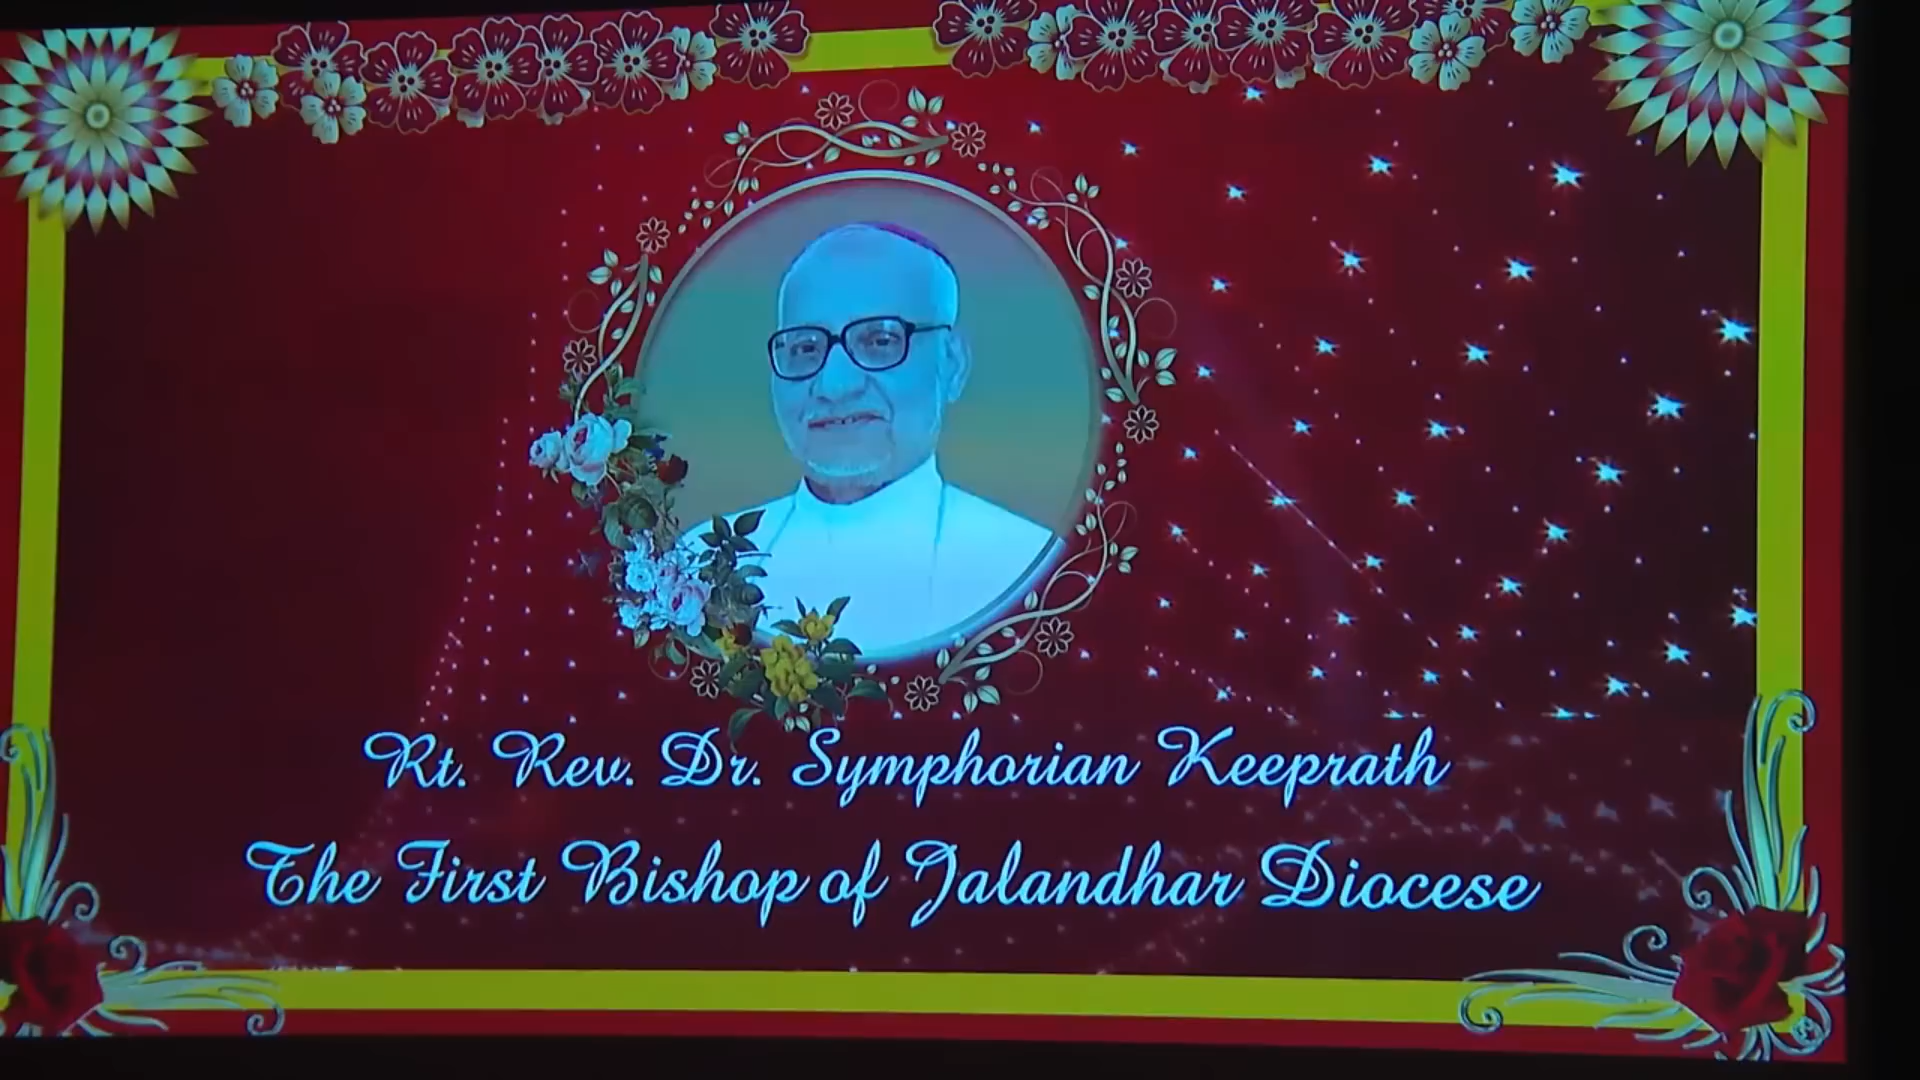 Rt. Rev. Dr. Symphorian Keeprath
The First Bishop of Jalandhar Diocese